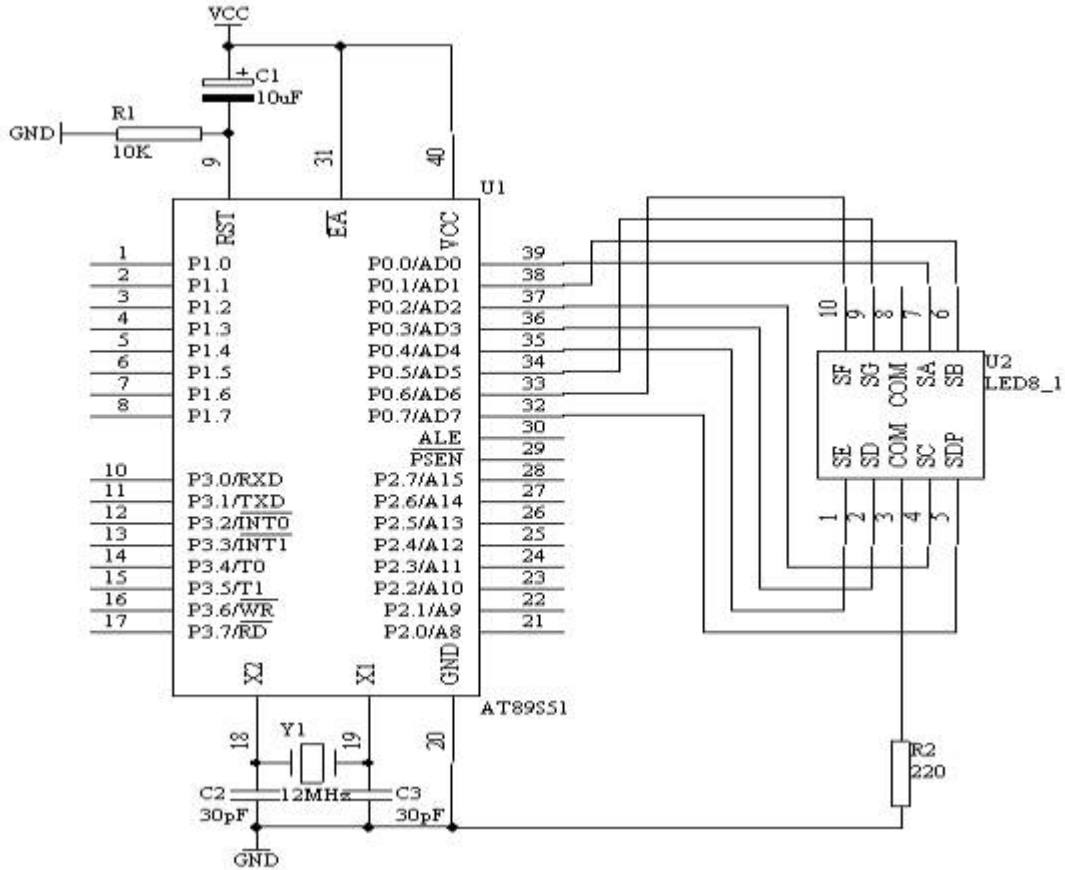 VCC
+
C1
10uF
R1
GND
10K
9
31
40
U1
RST
EA
VCC
1 P1.0
2 P1.1
3 P1.2
4 P1.3
5 P1.4
6 P1.5
7 P1.6
8 P1.7
10 P3.0/RXD
11 P3.1/TXD
12 P3.2/INT0
13 P3.3/INT1
14 P3.4/T0
15 P3.5/T1
16 P3.6/WR
17 P3.7/RD
P0.0/AD0 39
P0.1/AD1 38
P0.2/AD2 37
P0.3/AD3 36
P0.4/AD4 35
P0.5/AD5 34
P0.6/AD6 33
P0.7/AD7 32
ALE 30
PSEN 29
P2.7/A15 28
P2.6/A14 27
P2.5/A13 26
P2.4/A12 25
P2.3/A11 24
P2.2/A10 23
P2.1/A9 22
P2.0/A8 21
X2
X1
GND
AT89S51
18
Y1
19
20
12MHz
C2
30pF
C3
30pF
GND
10 9 8 7 6
SF SG COM SA SB
U2
LED8_1
SE SD COM SC SDP
1 2 3 4 5
R2
220